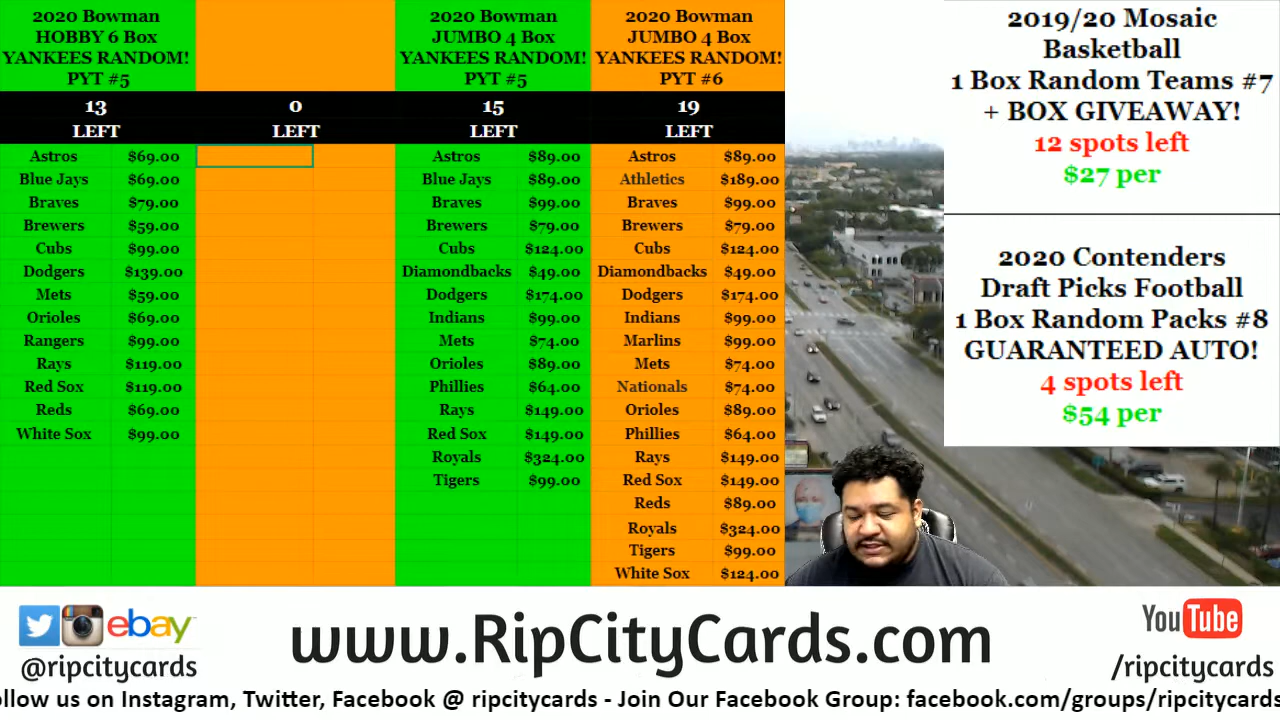 2020 Bowman
HOBBY 6 Box
YANKEES RANDOM!
PYT #5
13
LEFT
Astros $69.00
Blue Jays $69.00
Braves $79.00
Brewers $59.00
Cubs $99.00
Dodgers $139.00
Mets $59.00
Orioles $69.00
Rangers $99.00
Rays $119.00
Red Sox $119.00
Reds $69.00
White Sox $99.00
0
LEFT
2020 Bowman
JUMBO 4 Box
YANKEES RANDOM!
PYT #5
15
LEFT
Astros $89.00
Blue Jays $89.00
Braves $99.00
Brewers $79.00
Cubs $124.00
Diamondbacks $49.00
Dodgers $174.00
Indians $99.00
Mets $74.00
Orioles $89.00
Phillies $64.00
Rays $149.00
Red Sox $149.00
Royals $324.00
Tigers $99.00
2020 Bowman
JUMBO 4 Box
YANKEES RANDOM!
PYT #6
19
LEFT
Astros $89.00
Athletics $189.00
Braves $99.00
Brewers $79.00
Cubs $124.00
Diamondbacks $49.00
Dodgers $174.00
Indians $99.00
Marlins $99.00
Mets $74.00
Nationals $74.00
Orioles $89.00
Phillies $64.00
Rays $149.00
Red Sox $149.00
Reds $89.00
Royals $324.00
Tigers $99.00
White Sox $124.00
2019/20 Mosaic
Basketball
1 Box Random Teams #7
+ BOX GIVEAWAY!
12 spots left
$27 per
2020 Contenders
Draft Picks Football
1 Box Random Packs #8
GUARANTEED AUTO!
4 spots left
$54 per
ebay
@ripcitycards
www.RipCityCards.com
YouTube
/ripcitycards
ollow us on Instagram, Twitter, Facebook @ ripcitycards - Join Our Facebook Group: facebook.com/groups/ripcitycards